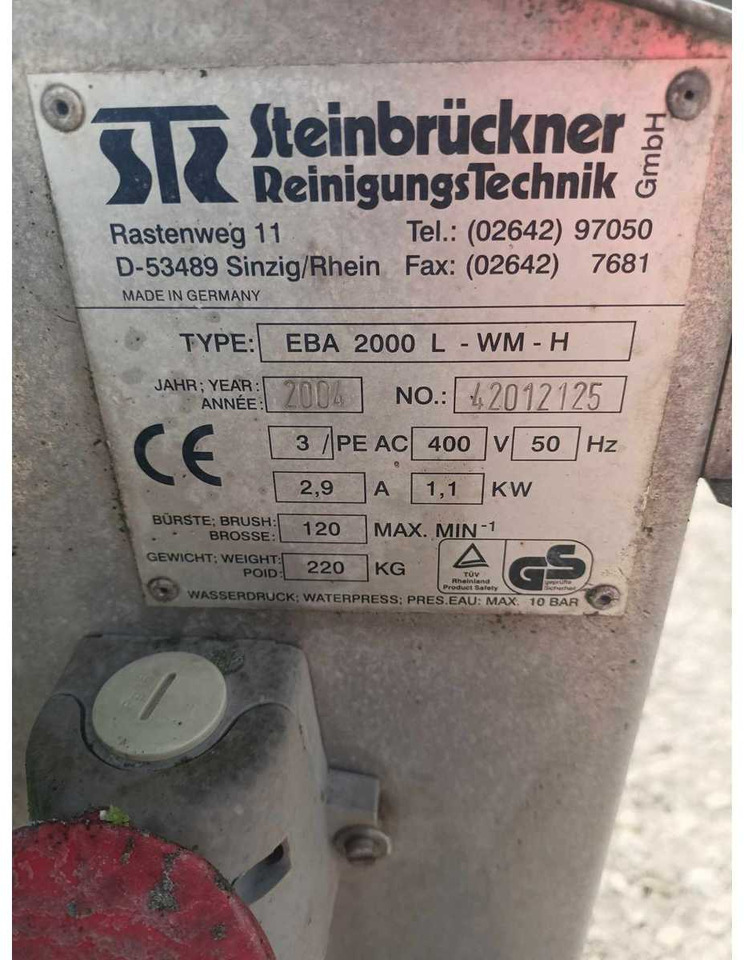 STR Steinbrückner GmbH
ReinigungsTechnik
Rastenweg 11 Tel.: (02642) 97050
D-53489 Sinzig/Rhein Fax: (02642) 7681
MADE IN GERMANY
TYPE: EBA 2000 L - WM - H
JAHR; YEAR: 2004 NO.: 42012125
ANNÉE:
CE 3 / PE AC 400 V 50 Hz
2,9 A 1,1 KW
BÜRSTE; BRUSH: 120 MAX. MIN⁻¹
BROSSE:
GEWICHT; WEIGHT: 220 KG
POID:
TÜV
Rheinland
Product Safety
GS
geprüfte
Sicherheit
WASSERDRUCK; WATERPRESS; PRES.EAU: MAX. 10 BAR